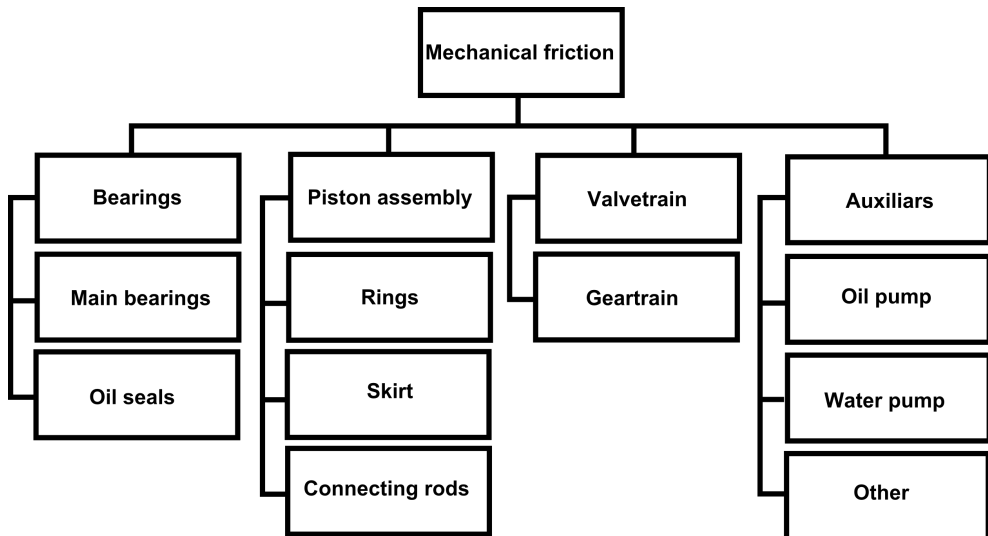 Mechanical friction
Bearings
Main bearings
Oil seals
Piston assembly
Rings
Skirt
Connecting rods
Valvetrain
Geartrain
Auxiliars
Oil pump
Water pump
Other